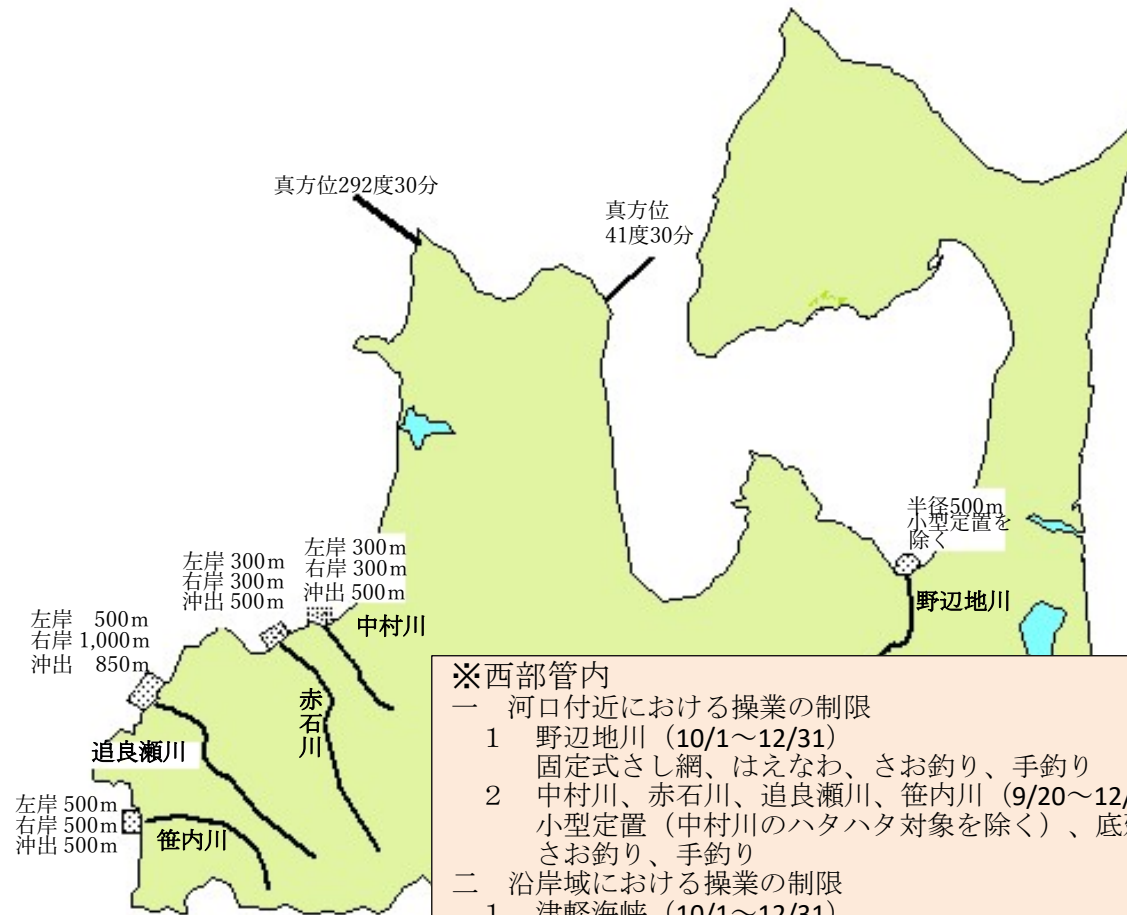 真方位292度30分
真方位
41度30分
半径500m
小型定置を
除く
野辺地川
左岸 300m
右岸 300m
沖出 500m
中村川
左岸 300m
右岸 300m
沖出 500m
赤石川
左岸 500m
右岸 1,000m
沖出 850m
追良瀬川
左岸 500m
右岸 500m
沖出 500m
笹内川
※西部管内
一 河口付近における操業の制限
1 野辺地川（10/1～12/31）
固定式さし網、はえなわ、さお釣り、手釣り
2 中村川、赤石川、追良瀬川、笹内川（9/20～12/
小型定置（中村川のハタハタ対象を除く）、底
さお釣り、手釣り
二 沿岸域における操業の制限
1 津軽海峡（10/1～12/31）